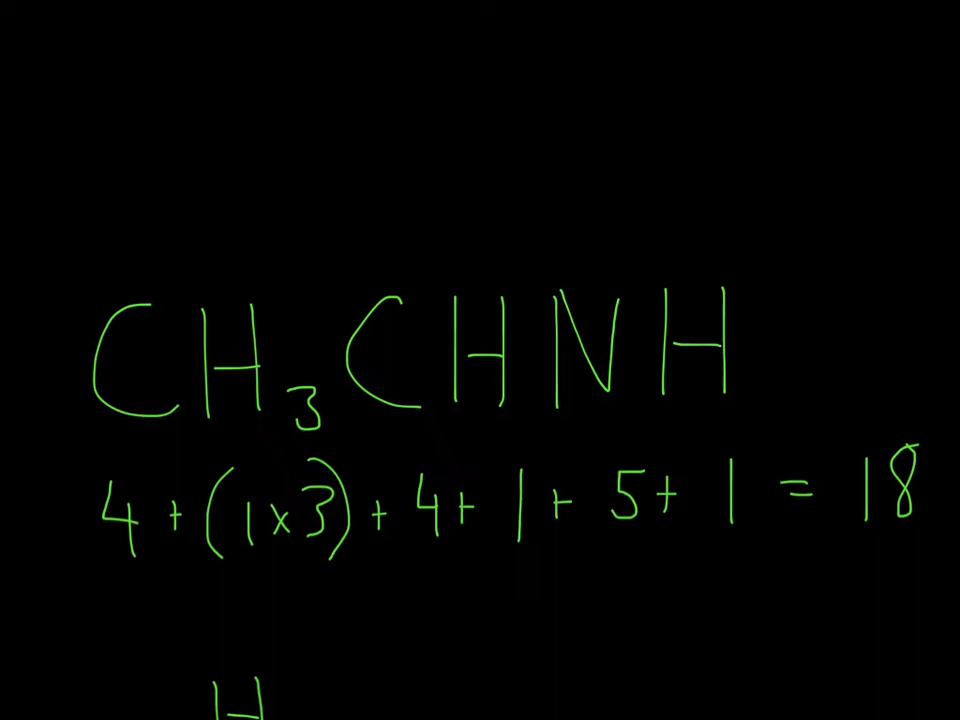 CH₃CHNH
4 + (1x3) + 4 + 1 + 5 + 1 = 18
H